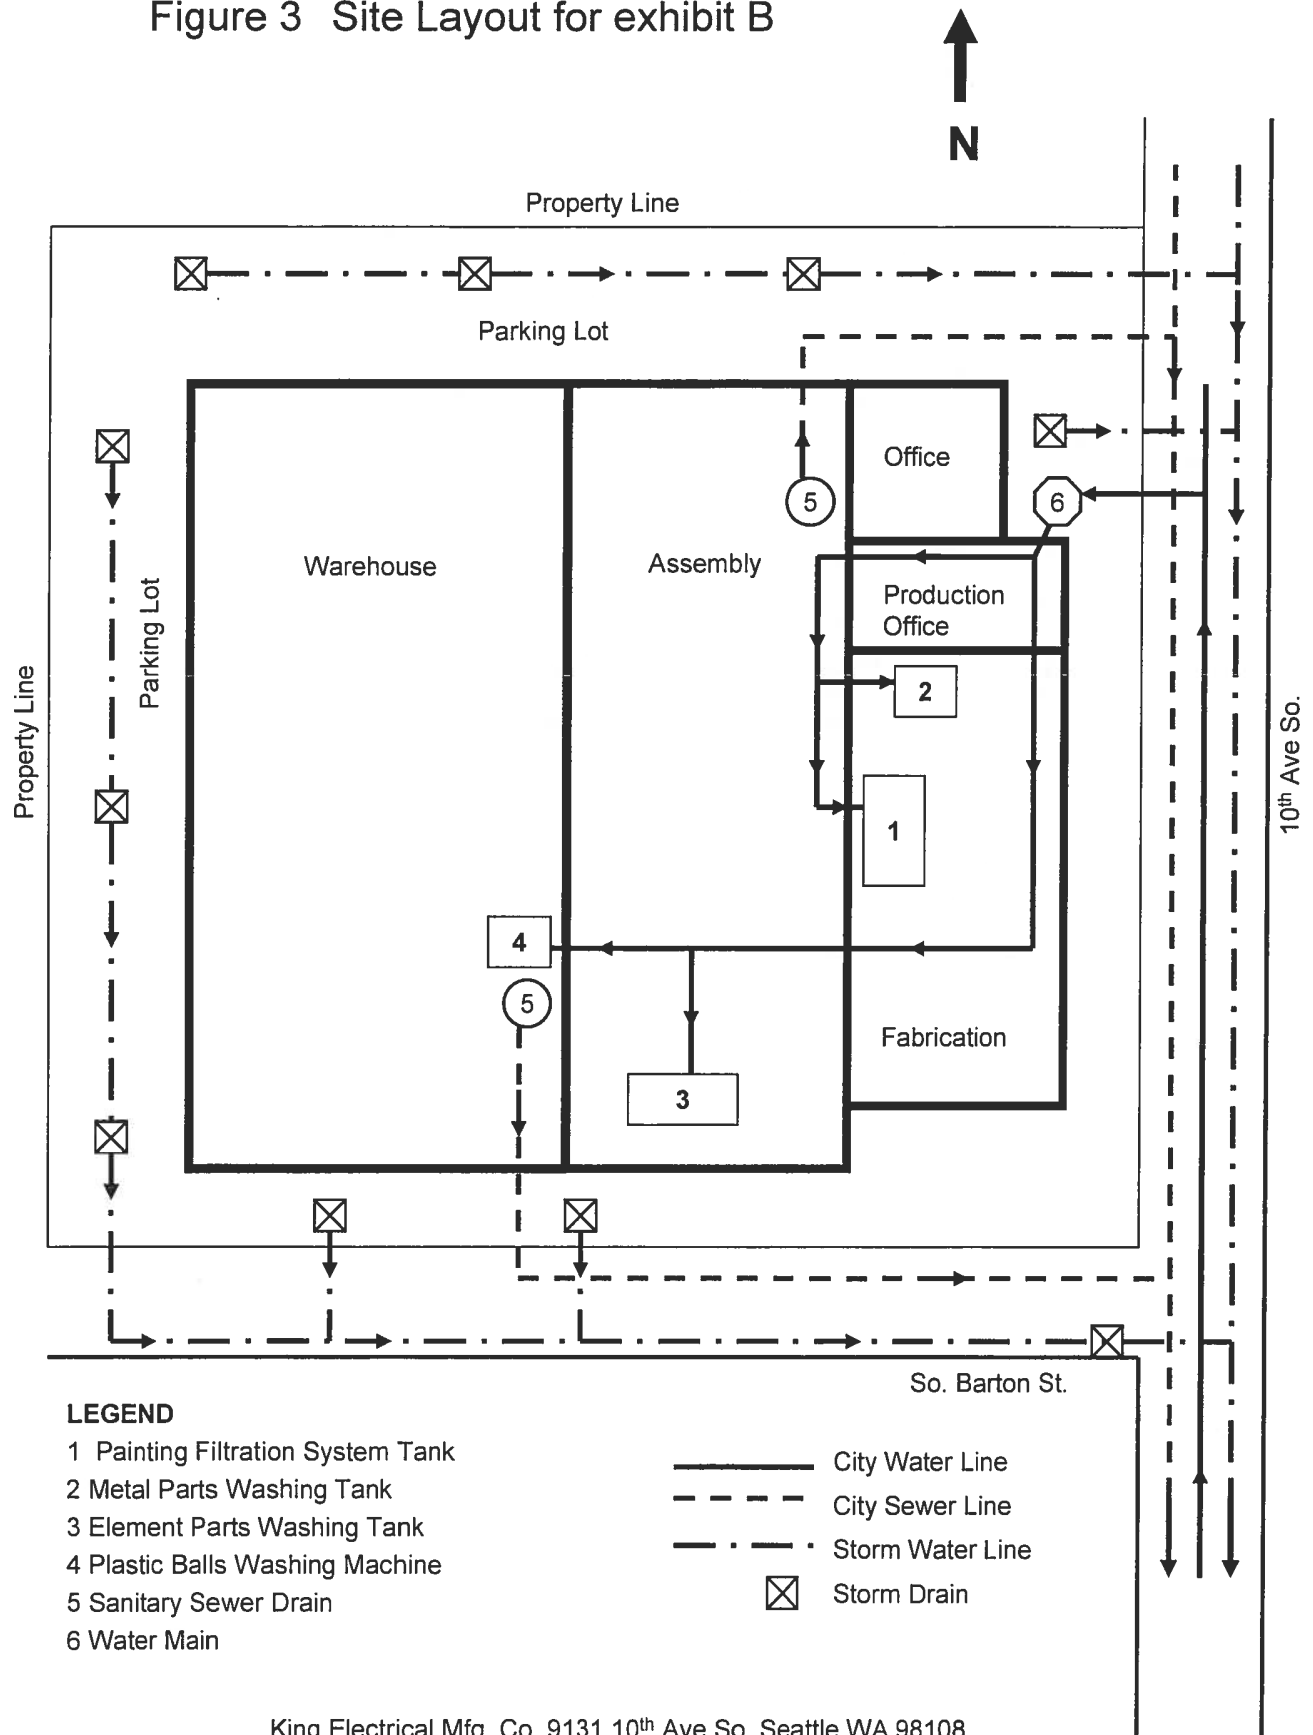 Figure 3 Site Layout for exhibit B
N
Property Line
Parking Lot
Office
5
6
Warehouse
Assembly
Production
Office
Parking Lot
Property Line
2
10th Ave So.
1
4
5
Fabrication
3
So. Barton St.
LEGEND
1 Painting Filtration System Tank
2 Metal Parts Washing Tank
3 Element Parts Washing Tank
4 Plastic Balls Washing Machine
5 Sanitary Sewer Drain
6 Water Main
City Water Line
City Sewer Line
Storm Water Line
Storm Drain
King Electrical Mfg. Co. 9131 10th Ave So. Seattle WA 98108